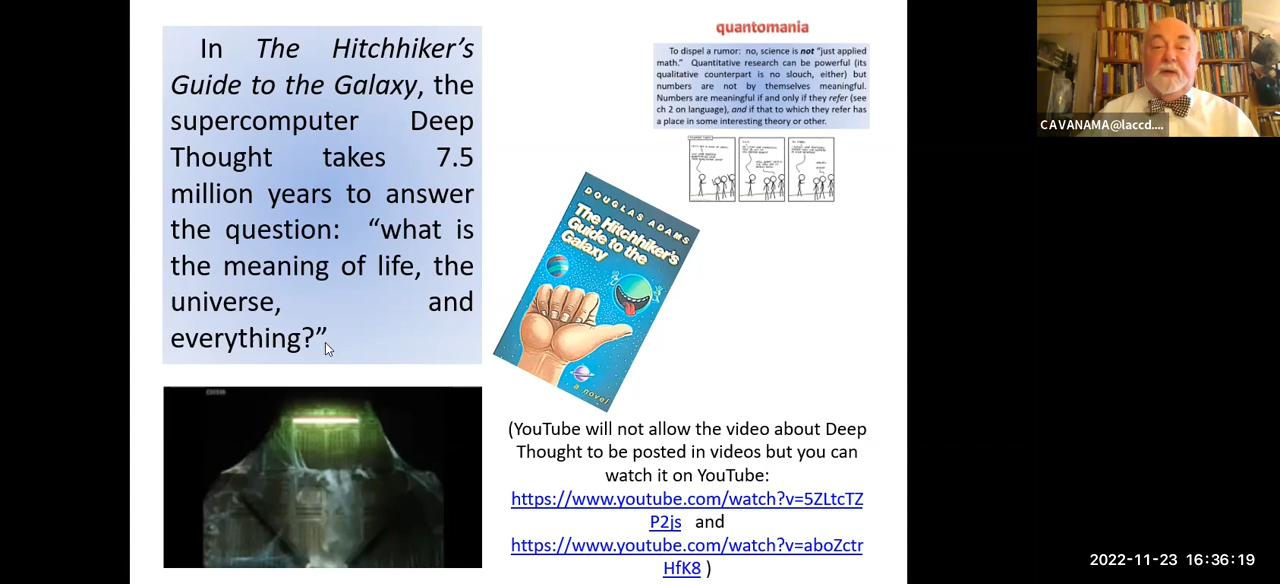 In The Hitchhiker's
Guide to the Galaxy, the
supercomputer Deep
Thought takes 7.5
million years to answer
the question: “what is
the meaning of life, the
universe, and
everything?”
quantomania
To dispel a rumor: no, science is not “just applied
math.” Quantitative research can be powerful (its
qualitative counterpart is no slouch, either) but
numbers are not by themselves meaningful.
Numbers are meaningful if and only if they refer (see
ch 2 on language), and if that to which they refer has
a place in some interesting theory or other.
DOUGLAS ADAMS
The Hitchhiker's
Guide to the
Galaxy
a novel
(YouTube will not allow the video about Deep
Thought to be posted in videos but you can
watch it on YouTube:
https://www.youtube.com/watch?v=5ZLtcTZ
P2js and
https://www.youtube.com/watch?v=aboZctr
HfK8 )
CAVANAMA@laccd....
2022-11-23 16:36:19